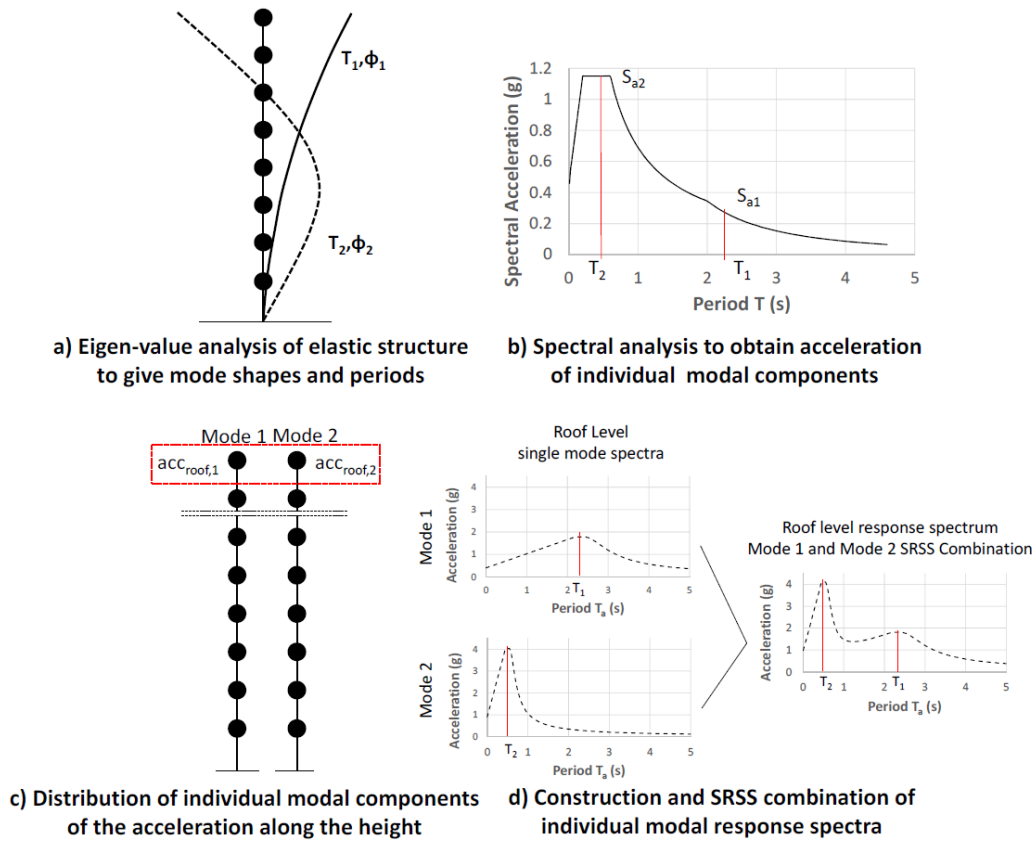 T₁,ϕ₁
T₂,ϕ₂
a) Eigen-value analysis of elastic structure
to give mode shapes and periods
Spectral Acceleration (g)
1.2
1
0.8
0.6
0.4
0.2
0
Sa2
Sa1
0 1 2 3 4 5
T₂ T₁
Period T (s)
b) Spectral analysis to obtain acceleration
of individual modal components
Mode 1 Mode 2
acc roof,1
acc roof,2
c) Distribution of individual modal components
of the acceleration along the height
Roof Level
single mode spectra
Mode 1
Acceleration (g)
4
3
2
1
0
0 1 2 3 4 5
T₁
Period Tₐ (s)
Mode 2
Acceleration (g)
4
3
2
1
0
0 1 2 3 4 5
T₂
Period Tₐ (s)
Roof level response spectrum
Mode 1 and Mode 2 SRSS Combination
Acceleration (g)
4
3
2
1
0
0 1 2 3 4 5
T₂ T₁
Period Tₐ (s)
d) Construction and SRSS combination of
individual modal response spectra